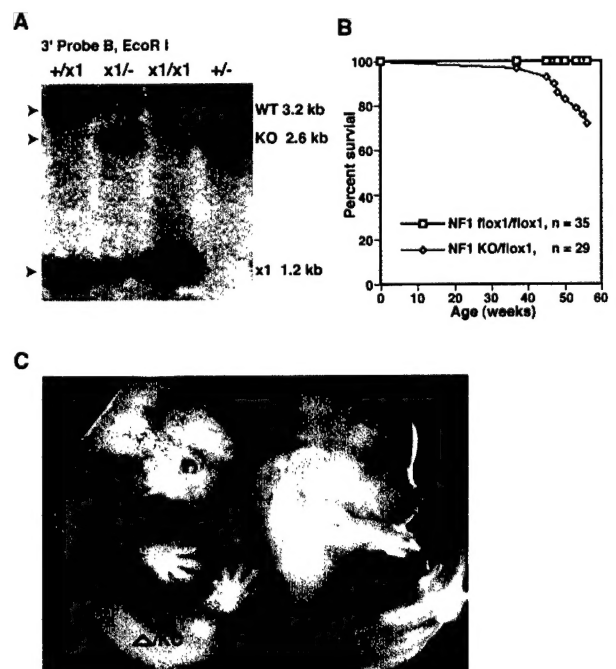 A
3' Probe B, EcoR I
+/x1 x1/- x1/x1 +/-
WT 3.2 kb
KO 2.6 kb
x1 1.2 kb
B
Percent survial
100
80
60
40
20
0
NF1 flox1/flox1, n = 35
NF1 KO/flox1, n = 29
0 10 20 30 40 50 60
Age (weeks)
C
Δ/KO